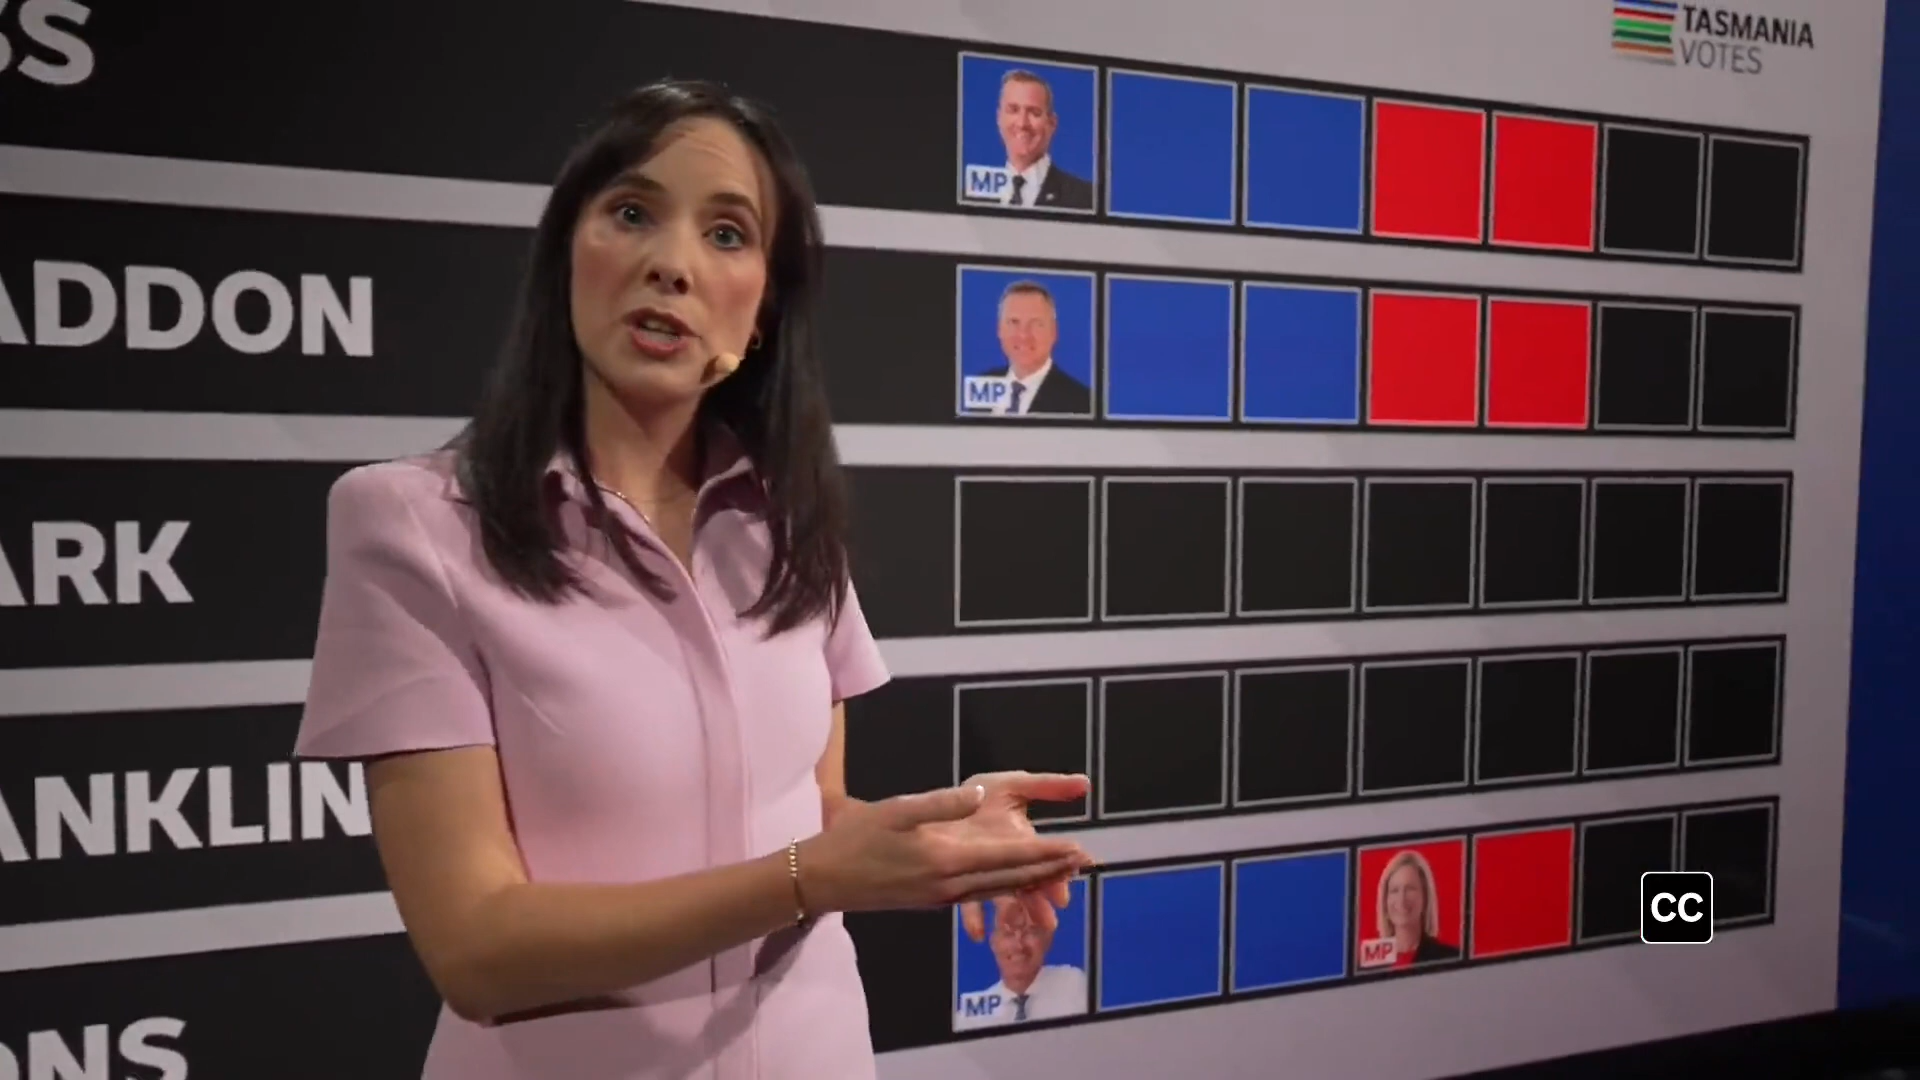 SS
TASMANIA
VOTES
MP
ADDON
MP
ARK
ANKLIN
MP
CC
MP
ONS